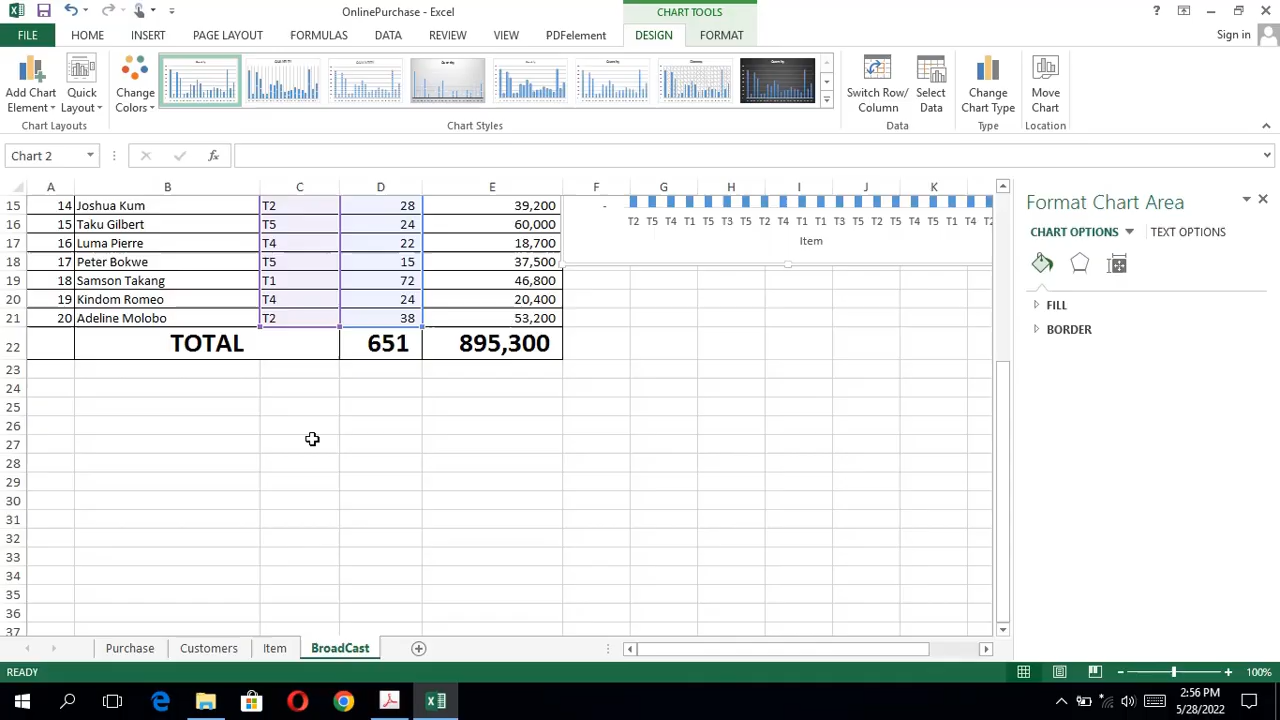 OnlinePurchase - Excel
CHART TOOLS
?
FILE HOME INSERT PAGE LAYOUT FORMULAS DATA REVIEW VIEW PDFelement DESIGN FORMAT
Sign in
Add Chart Element
Quick Layout
Change Colors
Switch Row/ Column
Select Data
Change Chart Type
Move Chart
Chart Layouts
Chart Styles
Data
Type
Location
Chart 2
fx
A B C D E F G H I J K
15 14 Joshua Kum T2 28 39,200
16 15 Taku Gilbert T5 24 60,000
17 16 Luma Pierre T4 22 18,700
18 17 Peter Bokwe T5 15 37,500
19 18 Samson Takang T1 72 46,800
20 19 Kindom Romeo T4 24 20,400
21 20 Adeline Molobo T2 38 53,200
22 TOTAL 651 895,300
23
24
25
26
27
28
29
30
31
32
33
34
35
36
37
-
T2 T5 T4 T1 T5 T3 T5 T2 T4 T1 T1 T3 T5 T2 T5 T4 T5 T1 T4 T2
Item
Format Chart Area
CHART OPTIONS TEXT OPTIONS
FILL
BORDER
Purchase Customers Item BroadCast
READY
100%
2:56 PM
5/28/2022